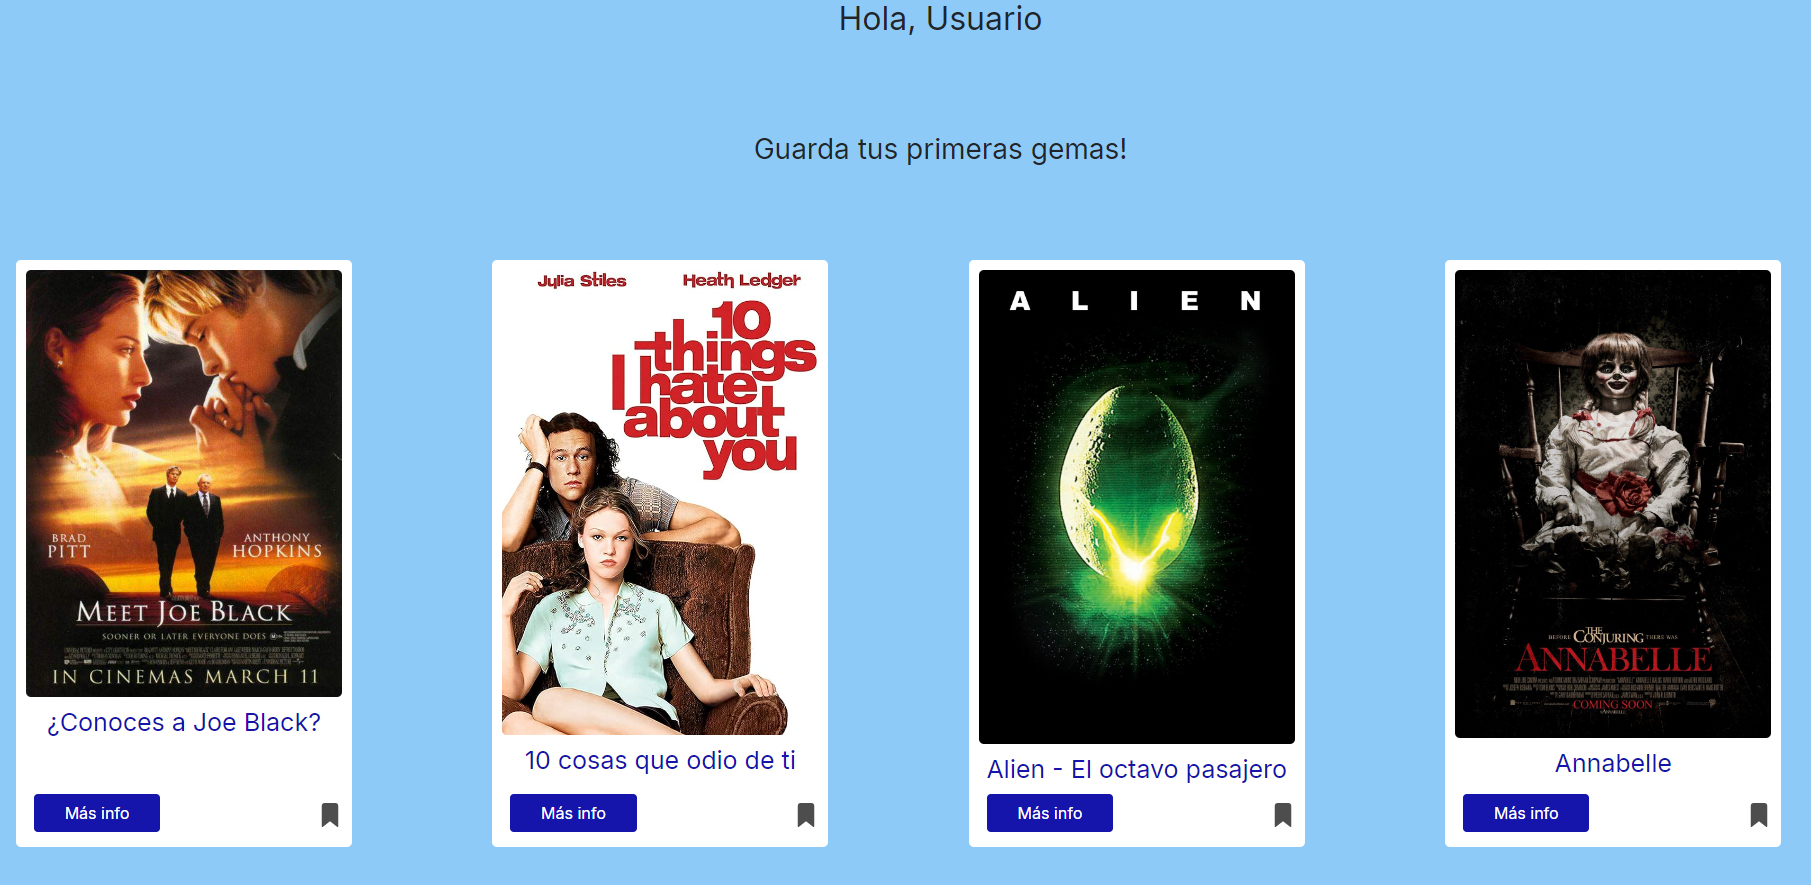 Hola, Usuario
Guarda tus primeras gemas!
BRAD
PITT
ANTHONY
HOPKINS
MEET JOE BLACK
SOONER OR LATER EVERYONE DOES
IN CINEMAS MARCH 11
¿Conoces a Joe Black?
Más info
Julia Stiles
Heath Ledger
10
things
I hate
about
you
10 cosas que odio de ti
Más info
ALIEN
Alien - El octavo pasajero
Más info
BEFORE THE CONJURING THERE WAS
ANNABELLE
COMING SOON
Annabelle
Más info